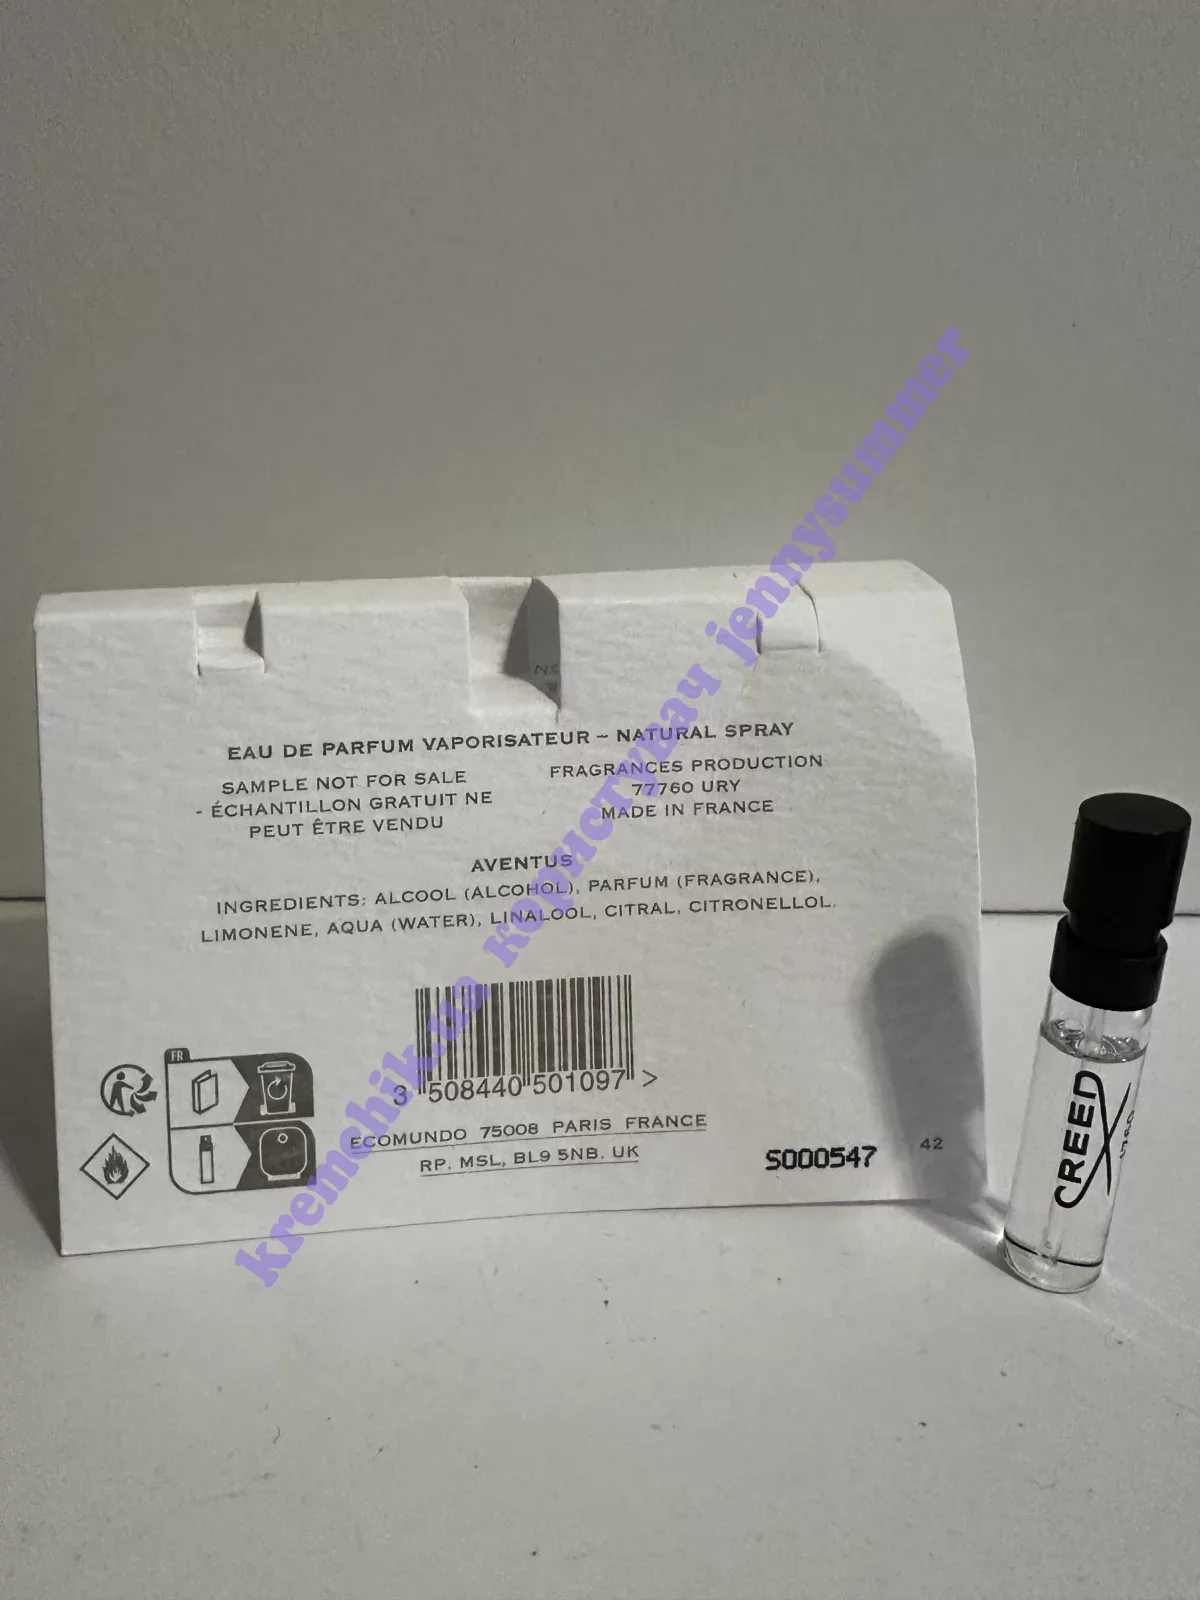 EAU DE PARFUM VAPORISATEUR – NATURAL SPRAY
SAMPLE NOT FOR SALE
- ÉCHANTILLON GRATUIT NE
PEUT ÊTRE VENDU
FRAGRANCES PRODUCTION
77760 URY
MADE IN FRANCE
AVENTUS
INGREDIENTS: ALCOOL (ALCOHOL), PARFUM (FRAGRANCE),
LIMONENE, AQUA (WATER), LINALOOL, CITRAL, CITRONELLOL.
3 508440 501097 >
FR
ECOMUNDO 75008 PARIS FRANCE
RP. MSL, BL9 5NB. UK
S000547
42
CREED
kremchik.ua користувач jennysummer